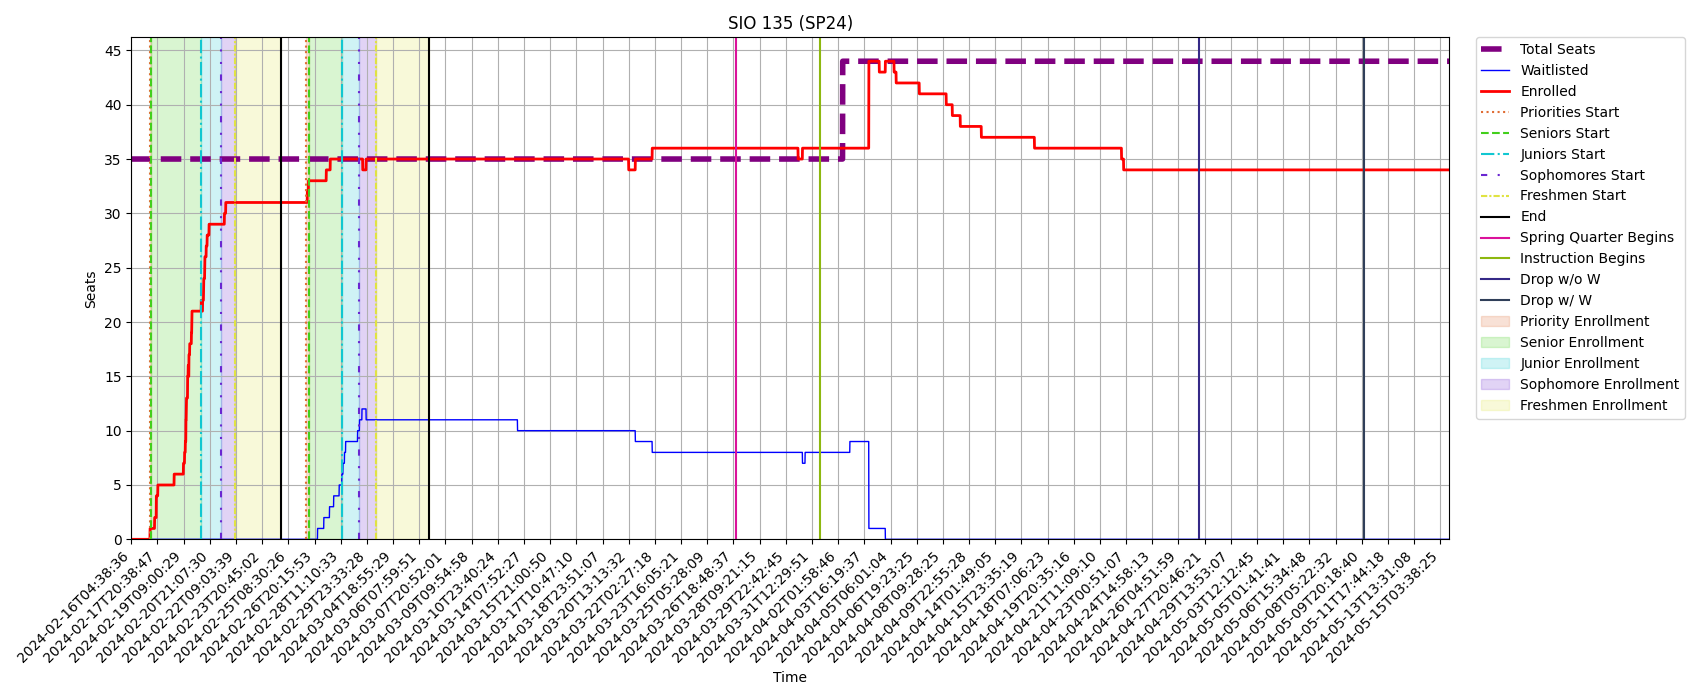 SIO 135 (SP24)
45
40
35
30
25
20
15
10
5
0
Seats
2024-02-16T04:38:36
2024-02-17T20:38:47
2024-02-19T09:00:29
2024-02-20T21:07:30
2024-02-22T09:03:39
2024-02-23T20:45:02
2024-02-25T08:30:26
2024-02-26T20:15:53
2024-02-28T11:10:33
2024-02-29T23:33:28
2024-03-04T18:55:29
2024-03-06T07:59:51
2024-03-07T20:52:01
2024-03-09T09:54:58
2024-03-10T23:40:24
2024-03-14T07:52:27
2024-03-15T21:00:50
2024-03-17T10:47:10
2024-03-18T23:51:07
2024-03-20T13:13:32
2024-03-22T02:27:18
2024-03-23T16:05:21
2024-03-25T05:28:09
2024-03-26T18:48:37
2024-03-28T09:21:15
2024-03-29T22:42:45
2024-03-31T12:29:51
2024-04-02T01:58:46
2024-04-03T16:19:37
2024-04-05T06:01:04
2024-04-06T19:23:25
2024-04-08T09:28:25
2024-04-09T22:55:28
2024-04-14T01:49:05
2024-04-15T23:35:19
2024-04-18T07:06:23
2024-04-19T20:35:16
2024-04-21T11:09:10
2024-04-23T00:51:07
2024-04-24T14:58:13
2024-04-26T04:51:59
2024-04-27T20:46:21
2024-04-29T13:53:07
2024-05-03T12:12:45
2024-05-05T01:41:41
2024-05-06T15:34:48
2024-05-08T05:22:32
2024-05-09T20:18:40
2024-05-11T17:44:18
2024-05-13T13:31:08
2024-05-15T03:38:25
Time
Total Seats
Waitlisted
Enrolled
Priorities Start
Seniors Start
Juniors Start
Sophomores Start
Freshmen Start
End
Spring Quarter Begins
Instruction Begins
Drop w/o W
Drop w/ W
Priority Enrollment
Senior Enrollment
Junior Enrollment
Sophomore Enrollment
Freshmen Enrollment